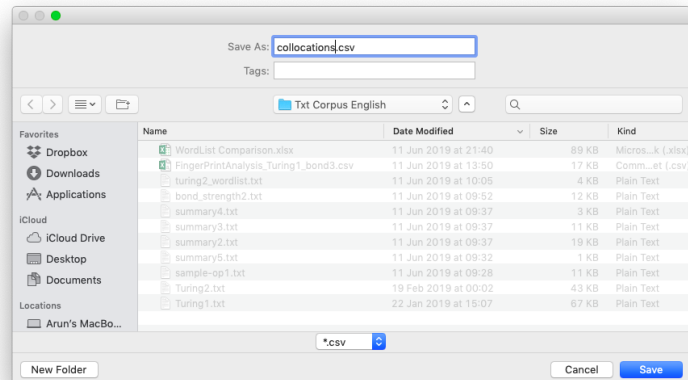 Save As: collocations.csv
Tags:
Txt Corpus English
Favorites
Dropbox
Downloads
Applications
iCloud
iCloud Drive
Desktop
Documents
Locations
Arun's MacBo...
Name Date Modified Size Kind
WordList Comparison.xlsx 11 Jun 2019 at 21:40 89 KB Micros...k (.xlsx)
FingerPrintAnalysis_Turing1_bond3.csv 11 Jun 2019 at 13:50 17 KB Comm...et (.csv)
turing2_wordlist.txt 11 Jun 2019 at 10:05 4 KB Plain Text
bond_strength2.txt 11 Jun 2019 at 09:52 12 KB Plain Text
summary4.txt 11 Jun 2019 at 09:37 3 KB Plain Text
summary3.txt 11 Jun 2019 at 09:37 11 KB Plain Text
summary2.txt 11 Jun 2019 at 09:37 19 KB Plain Text
summary5.txt 11 Jun 2019 at 09:32 1 KB Plain Text
sample-op1.txt 11 Jun 2019 at 09:28 11 KB Plain Text
Turing2.txt 19 Feb 2019 at 00:02 43 KB Plain Text
Turing1.txt 22 Jan 2019 at 15:07 67 KB Plain Text
*.csv
New Folder Cancel Save